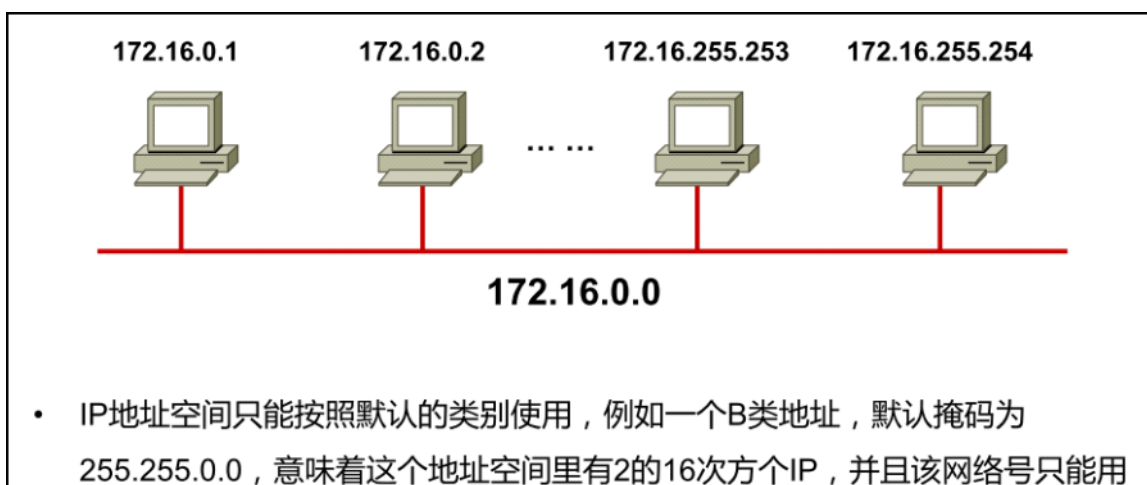 172.16.0.1 172.16.0.2 172.16.255.253 172.16.255.254
... ...
172.16.0.0
• IP地址空间只能按照默认的类别使用，例如一个B类地址，默认掩码为
255.255.0.0，意味着这个地址空间里有2的16次方个IP，并且该网络号只能用